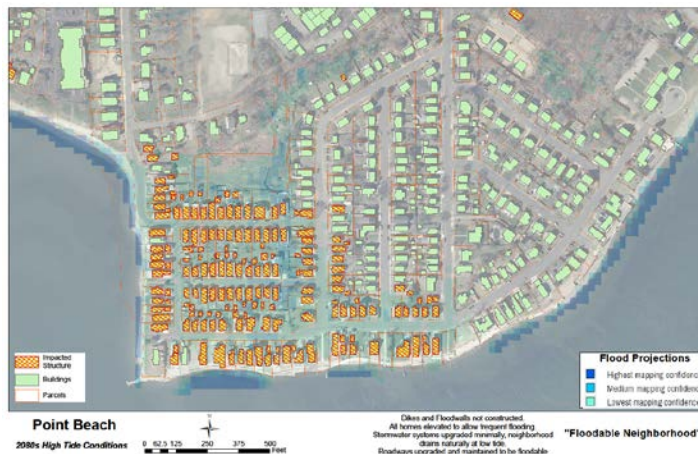 Impacted
Structure
Buildings
Parcels
Flood Projections
Highest mapping confidence
Medium mapping confidence
Lowest mapping confidence
Point Beach
2080s High Tide Conditions
0 62.5 125 250 375 500
Feet
Dikes and Floodwalls not constructed.
All homes elevated to allow frequent flooding.
Stormwater systems upgraded minimally, neighborhood
drains naturally at low tide.
Roadways upgraded and maintained to be floodable.
"Floodable Neighborhood"